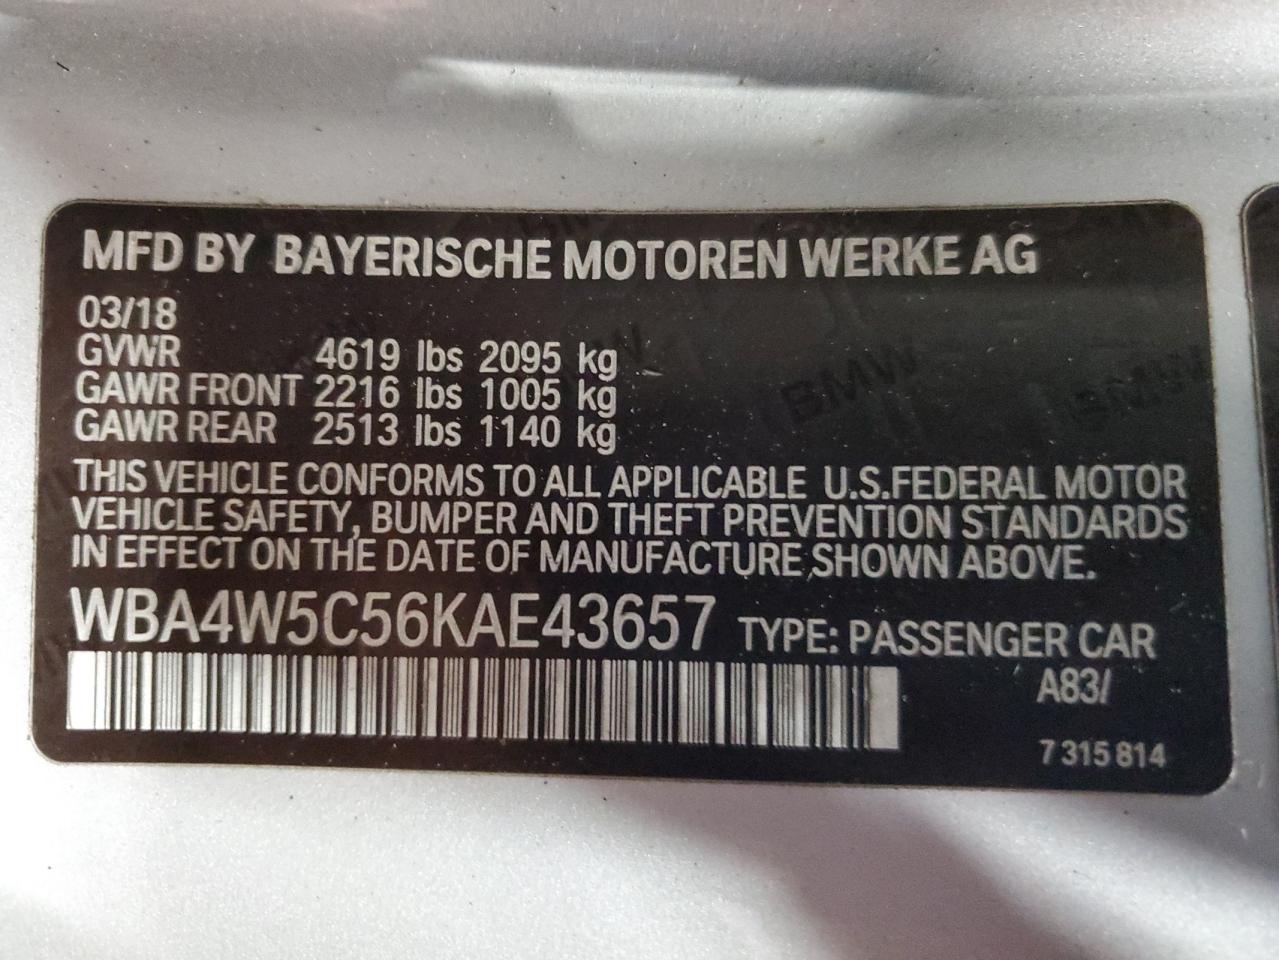 MFD BY BAYERISCHE MOTOREN WERKE AG
03/18
GVWR 4619 lbs 2095 kg
GAWR FRONT 2216 lbs 1005 kg
GAWR REAR 2513 lbs 1140 kg
THIS VEHICLE CONFORMS TO ALL APPLICABLE U.S.FEDERAL MOTOR
VEHICLE SAFETY, BUMPER AND THEFT PREVENTION STANDARDS
IN EFFECT ON THE DATE OF MANUFACTURE SHOWN ABOVE.
WBA4W5C56KAE43657 TYPE: PASSENGER CAR
A83/
7 315 814
BMW
BMW